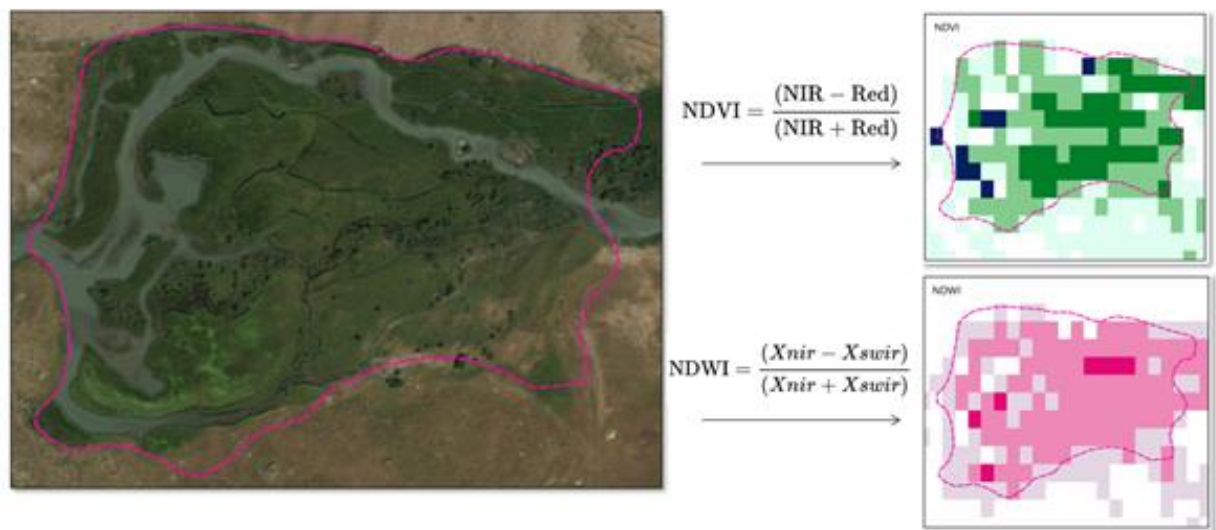 NDVI
NDVI = (NIR − Red) / (NIR + Red)
NDWI
NDWI = (Xnir − Xswir) / (Xnir + Xswir)